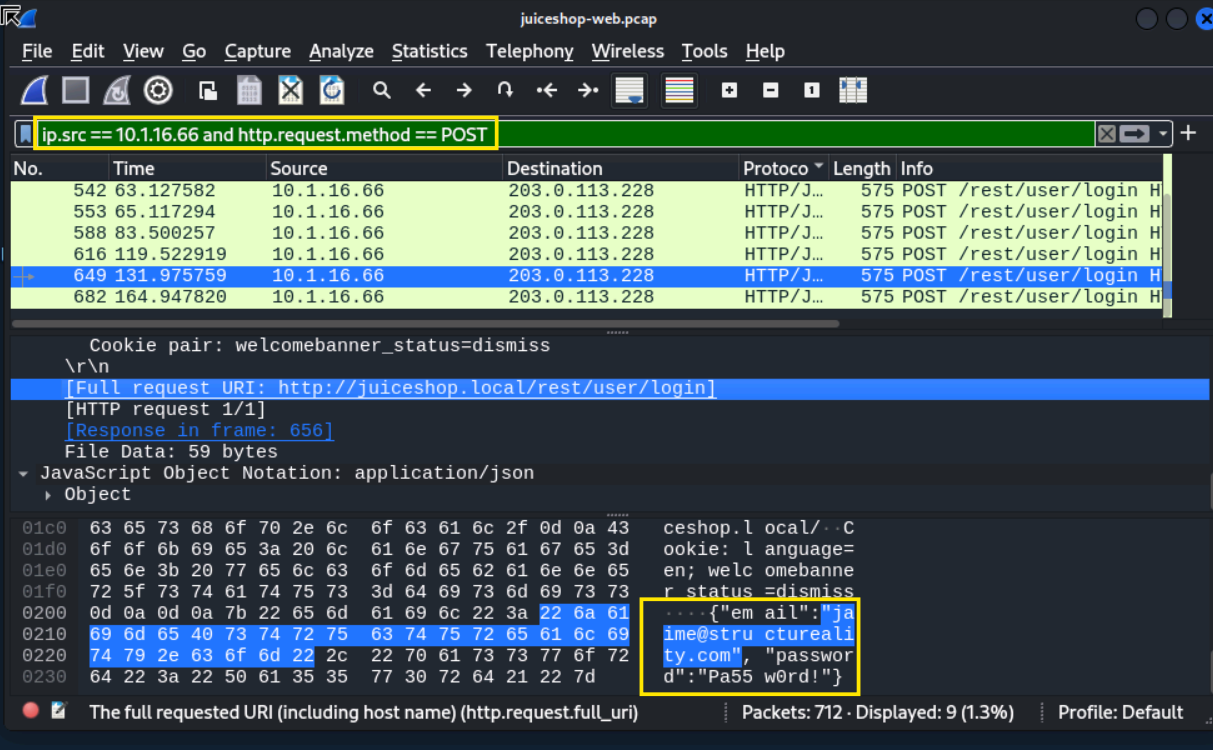 juiceshop-web.pcap
File Edit View Go Capture Analyze Statistics Telephony Wireless Tools Help
ip.src == 10.1.16.66 and http.request.method == POST
No. Time Source Destination Protoco Length Info
542 63.127582 10.1.16.66 203.0.113.228 HTTP/J… 575 POST /rest/user/login H
553 65.117294 10.1.16.66 203.0.113.228 HTTP/J… 575 POST /rest/user/login H
588 83.500257 10.1.16.66 203.0.113.228 HTTP/J… 575 POST /rest/user/login H
616 119.522919 10.1.16.66 203.0.113.228 HTTP/J… 575 POST /rest/user/login H
649 131.975759 10.1.16.66 203.0.113.228 HTTP/J… 575 POST /rest/user/login H
682 164.947820 10.1.16.66 203.0.113.228 HTTP/J… 575 POST /rest/user/login H
Cookie pair: welcomebanner_status=dismiss
\r\n
[Full request URI: http://juiceshop.local/rest/user/login]
[HTTP request 1/1]
[Response in frame: 656]
File Data: 59 bytes
JavaScript Object Notation: application/json
Object
01c0 63 65 73 68 6f 70 2e 6c 6f 63 61 6c 2f 0d 0a 43 ceshop.l ocal/··C
01d0 6f 6f 6b 69 65 3a 20 6c 61 6e 67 75 61 67 65 3d ookie: l anguage=
01e0 65 6e 3b 20 77 65 6c 63 6f 6d 65 62 61 6e 6e 65 en; welc omebanne
01f0 72 5f 73 74 61 74 75 73 3d 64 69 73 6d 69 73 73 r_status =dismiss
0200 0d 0a 0d 0a 7b 22 65 6d 61 69 6c 22 3a 22 6a 61 ····{"em ail":"ja
0210 69 6d 65 40 73 74 72 75 63 74 75 72 65 61 6c 69 ime@stru ctureali
0220 74 79 2e 63 6f 6d 22 2c 22 70 61 73 73 77 6f 72 ty.com", "passwor
0230 64 22 3a 22 50 61 35 35 77 30 72 64 21 22 7d d":"Pa55 w0rd!"}
The full requested URI (including host name) (http.request.full_uri) Packets: 712 · Displayed: 9 (1.3%) Profile: Default